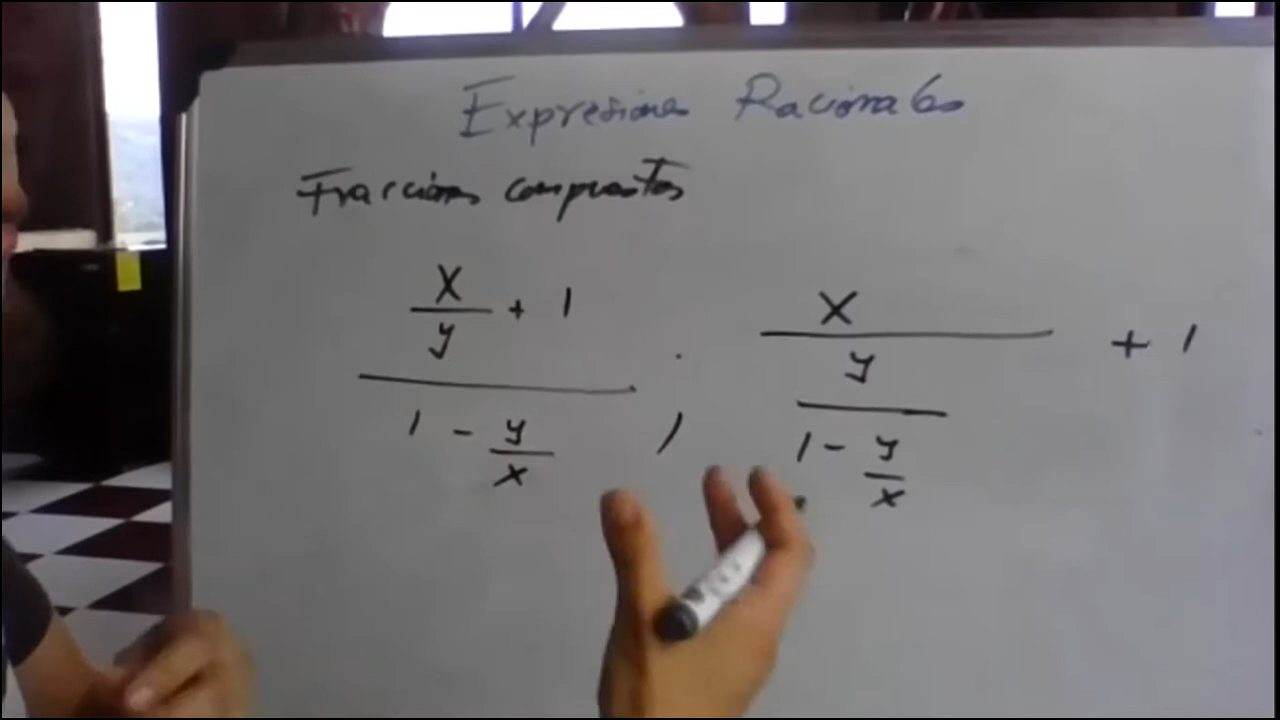 Expresiones Racionales
Fracciones compuestas
x/y + 1 x
y + 1
1 - y/x , 1 - y/x